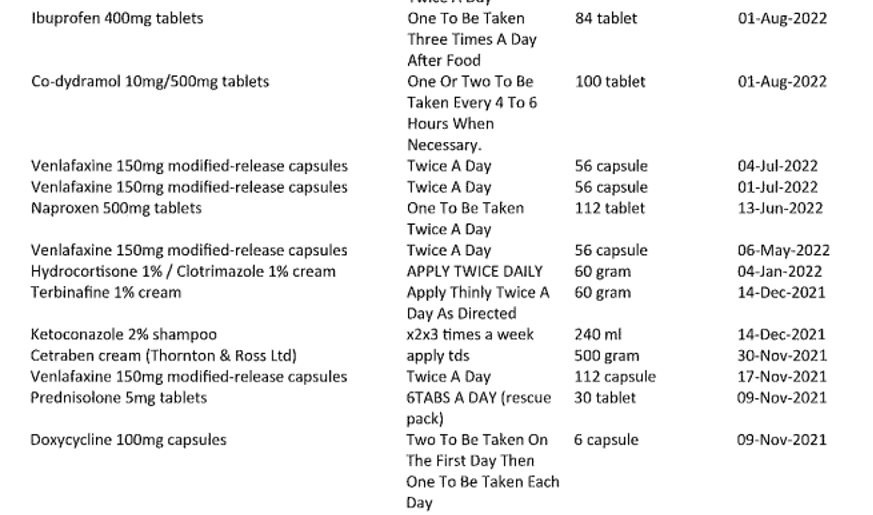 Twice A Day
Ibuprofen 400mg tablets One To Be Taken 84 tablet 01-Aug-2022
Three Times A Day
After Food
Co-dydramol 10mg/500mg tablets One Or Two To Be 100 tablet 01-Aug-2022
Taken Every 4 To 6
Hours When
Necessary.
Venlafaxine 150mg modified-release capsules Twice A Day 56 capsule 04-Jul-2022
Venlafaxine 150mg modified-release capsules Twice A Day 56 capsule 01-Jul-2022
Naproxen 500mg tablets One To Be Taken 112 tablet 13-Jun-2022
Twice A Day
Venlafaxine 150mg modified-release capsules Twice A Day 56 capsule 06-May-2022
Hydrocortisone 1% / Clotrimazole 1% cream APPLY TWICE DAILY 60 gram 04-Jan-2022
Terbinafine 1% cream Apply Thinly Twice A 60 gram 14-Dec-2021
Day As Directed
Ketoconazole 2% shampoo x2x3 times a week 240 ml 14-Dec-2021
Cetraben cream (Thornton & Ross Ltd) apply tds 500 gram 30-Nov-2021
Venlafaxine 150mg modified-release capsules Twice A Day 112 capsule 17-Nov-2021
Prednisolone 5mg tablets 6TABS A DAY (rescue 30 tablet 09-Nov-2021
pack)
Doxycycline 100mg capsules Two To Be Taken On 6 capsule 09-Nov-2021
The First Day Then
One To Be Taken Each
Day